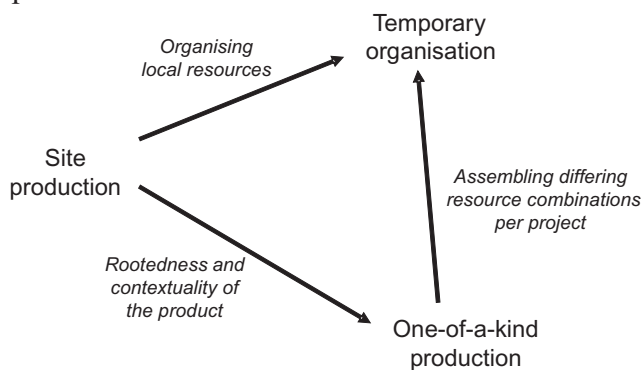 Temporary
organisation
Organising
local resources
Site
production
Assembling differing
resource combinations
per project
Rootedness and
contextuality of
the product
One-of-a-kind
production